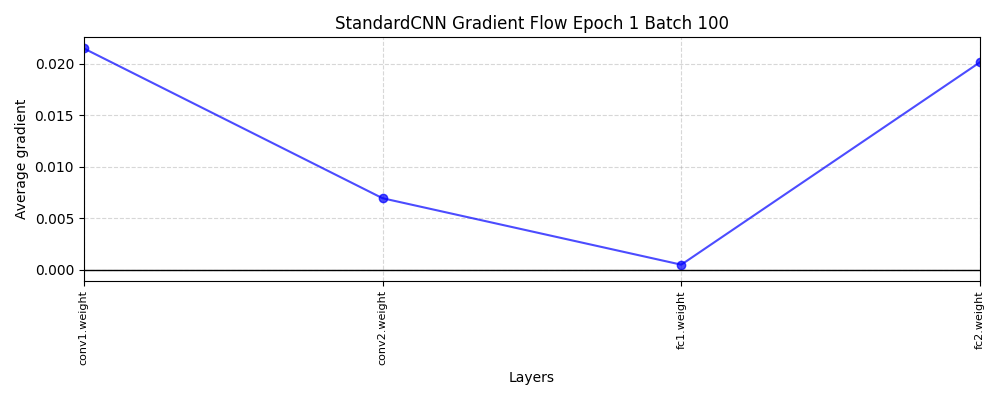 StandardCNN Gradient Flow Epoch 1 Batch 100
Average gradient
0.020
0.015
0.010
0.005
0.000
conv1.weight
conv2.weight
fc1.weight
fc2.weight
Layers